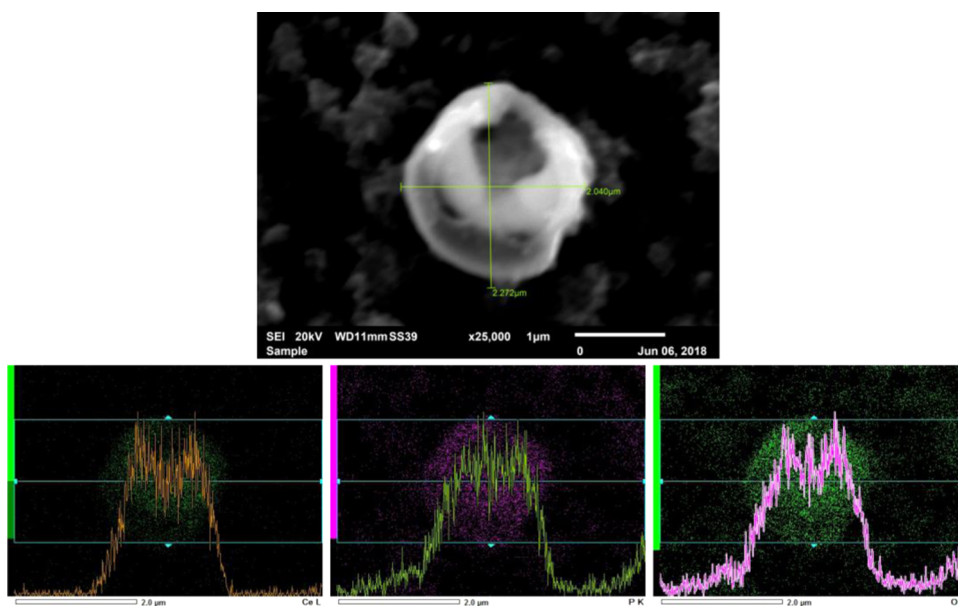 2.040µm
2.272µm
SEI 20kV WD11mm SS39 x25,000 1µm
Sample 0 Jun 06, 2018
2.0 µm Ce L
2.0 µm P K
2.0 µm O